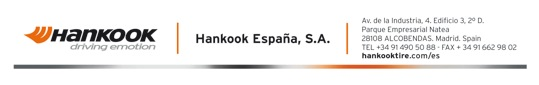 HANKOOK
driving emotion
Hankook España, S.A.
Av. de la Industria, 4. Edificio 3, 2º D.
Parque Empresarial Natea
28108 ALCOBENDAS. Madrid. Spain
TEL +34 91 490 50 88 - FAX + 34 91 662 98 02
hankooktire.com/es